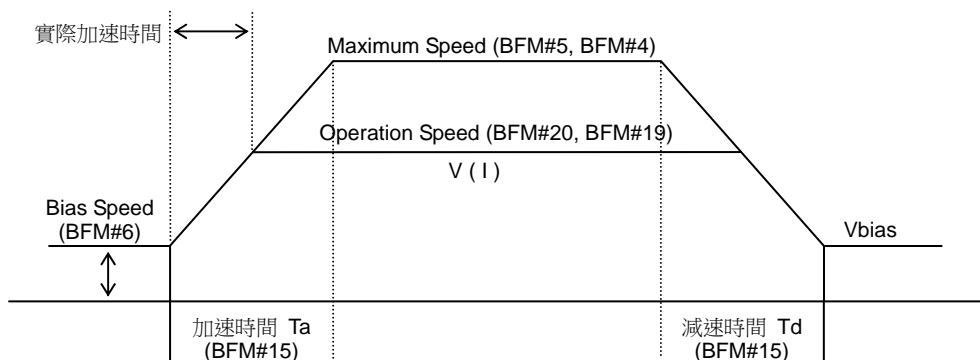 實際加速時間
Maximum Speed (BFM#5, BFM#4)
Operation Speed (BFM#20, BFM#19)
V ( I )
Bias Speed
(BFM#6)
Vbias
加速時間 Ta
(BFM#15)
減速時間 Td
(BFM#15)